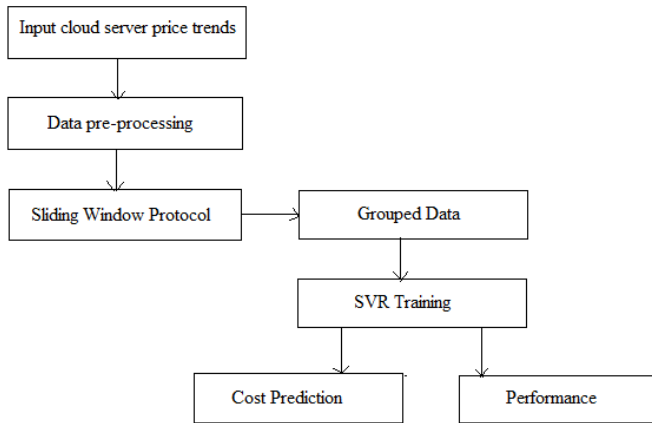 Input cloud server price trends
Data pre-processing
Sliding Window Protocol
Grouped Data
SVR Training
Cost Prediction
Performance